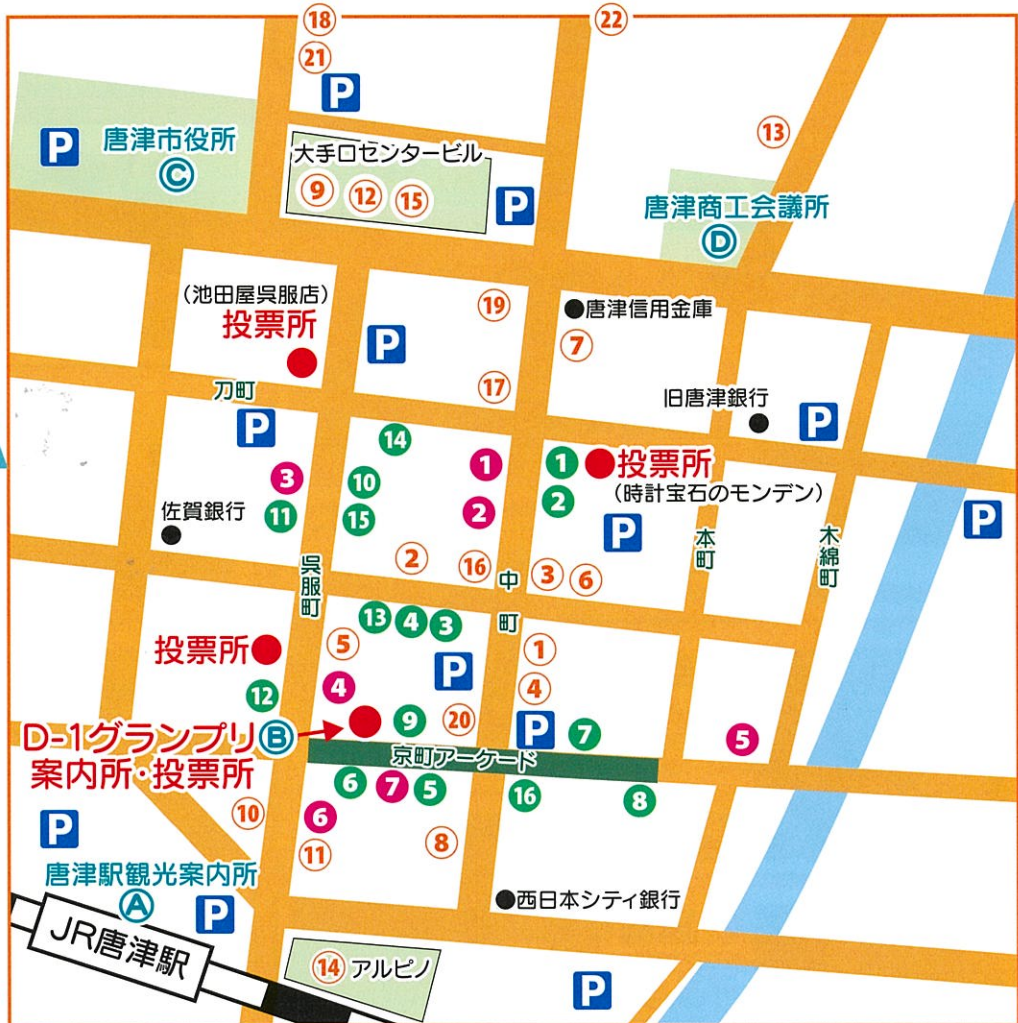 18
22
21
P
13
P
唐津市役所
C
大手口センタービル
9 12 15
P
唐津商工会議所
D
(池田屋呉服店)
投票所
19
唐津信用金庫
P
7
17
刀町
旧唐津銀行
P
P
14
1
1
投票所
(時計宝石のモンデン)
3
10
2
2
11
15
佐賀銀行
P
P
本町
木綿町
呉服町
2
16
中町
3
6
13 4 3
5
1
投票所
P
4
4
12
9
20
P
7
5
D-1グランプリ
B
案内所・投票所
京町アーケード
6 7 5
16
8
10
6
11
8
P
唐津駅観光案内所
A
P
西日本シティ銀行
JR唐津駅
14 アルピノ
P